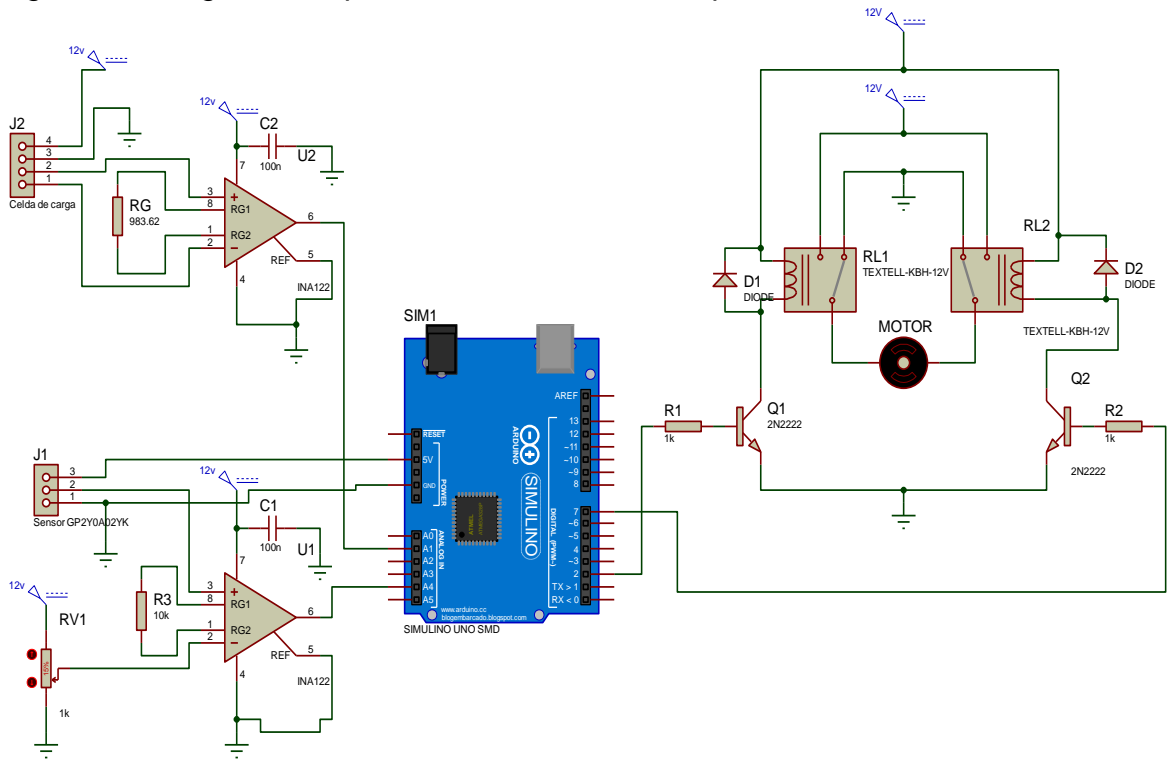 12v
J2
4
3
2
1
Celda de carga
RG
983.62
12v
C2
100n
U2
7
3
8
1
2
+
RG1
RG2
−
6
5
REF
4
INA122
J1
3
2
1
Sensor GP2Y0A02YK
12v
C1
100n
U1
7
R3
10k
3
8
1
2
+
RG1
RG2
−
6
5
REF
4
INA122
12v
RV1
15%
1k
SIM1
AREF
RESET
5V
GND
POWER
A0
A1
A2
A3
A4
A5
ANALOG IN
ARDUINO
SIMULINO
ATMEL
13
12
~11
~10
~9
8
7
~6
~5
4
~3
2
TX > 1
RX < 0
DIGITAL (PWM~)
www.arduino.cc
blogembarcado.blogspot.com
SIMULINO UNO SMD
12V
12V
RL1
TEXTELL-KBH-12V
RL2
TEXTELL-KBH-12V
D1
DIODE
D2
DIODE
MOTOR
R1
1k
Q1
2N2222
Q2
2N2222
R2
1k